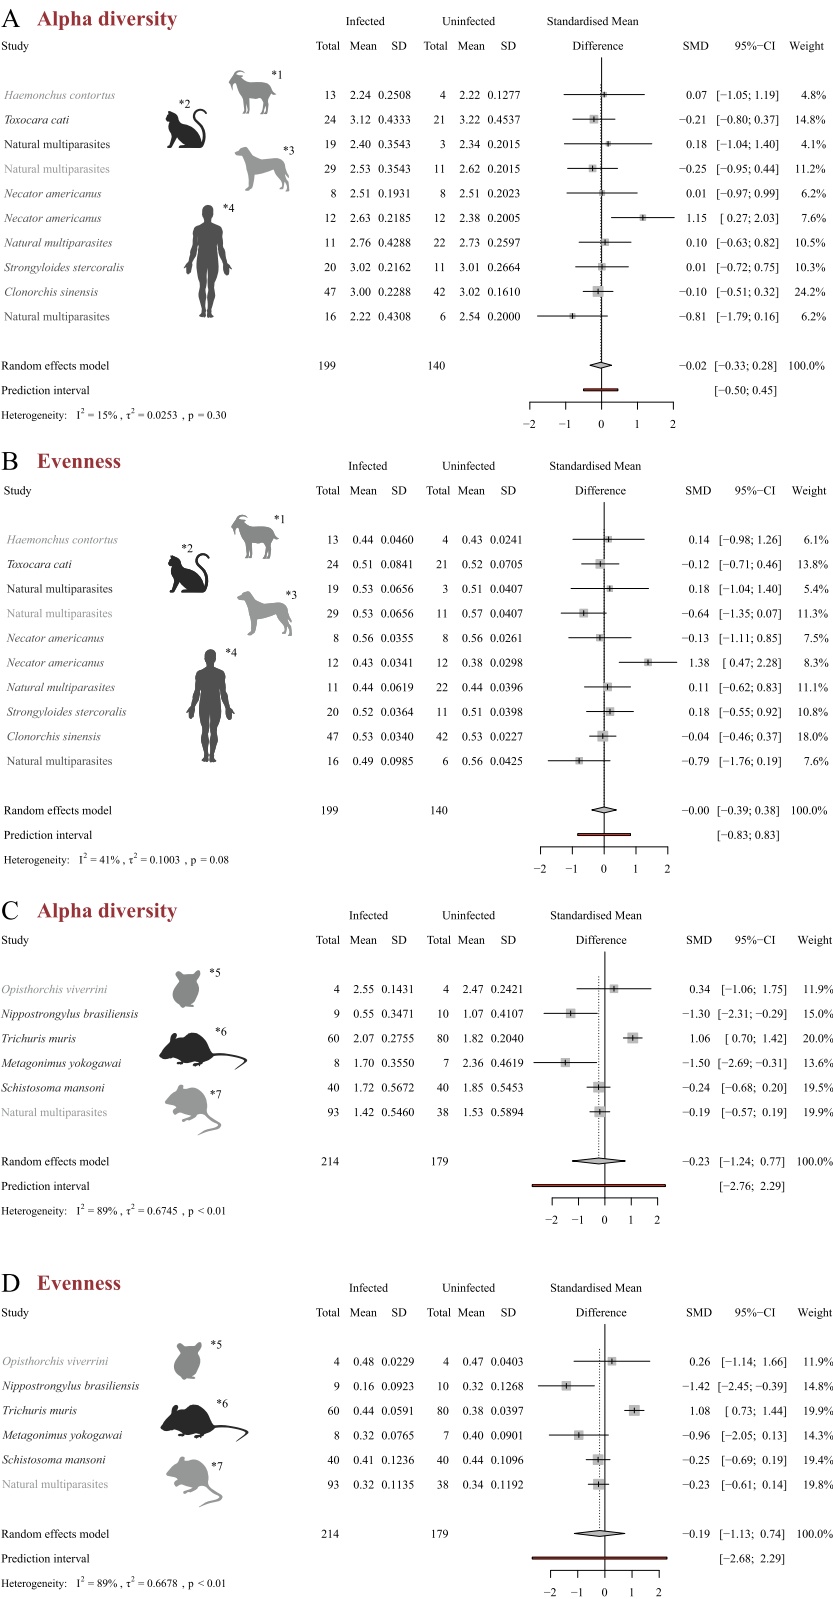 A Alpha diversity
Infected Uninfected Standardised Mean
Study Total Mean SD Total Mean SD Difference SMD 95%−CI Weight
*1
Haemonchus contortus 13 2.24 0.2508 4 2.22 0.1277 0.07 [−1.05; 1.19] 4.8%
*2
Toxocara cati 24 3.12 0.4333 21 3.22 0.4537 −0.21 [−0.80; 0.37] 14.8%
Natural multiparasites 19 2.40 0.3543 3 2.34 0.2015 0.18 [−1.04; 1.40] 4.1%
*3
Natural multiparasites 29 2.53 0.3543 11 2.62 0.2015 −0.25 [−0.95; 0.44] 11.2%
Necator americanus 8 2.51 0.1931 8 2.51 0.2023 0.01 [−0.97; 0.99] 6.2%
*4
Necator americanus 12 2.63 0.2185 12 2.38 0.2005 1.15 [ 0.27; 2.03] 7.6%
Natural multiparasites 11 2.76 0.4288 22 2.73 0.2597 0.10 [−0.63; 0.82] 10.5%
Strongyloides stercoralis 20 3.02 0.2162 11 3.01 0.2664 0.01 [−0.72; 0.75] 10.3%
Clonorchis sinensis 47 3.00 0.2288 42 3.02 0.1610 −0.10 [−0.51; 0.32] 24.2%
Natural multiparasites 16 2.22 0.4308 6 2.54 0.2000 −0.81 [−1.79; 0.16] 6.2%
Random effects model 199 140 −0.02 [−0.33; 0.28] 100.0%
Prediction interval [−0.50; 0.45]
Heterogeneity: I² = 15% , τ² = 0.0253 , p = 0.30
−2 −1 0 1 2
B Evenness
Infected Uninfected Standardised Mean
Study Total Mean SD Total Mean SD Difference SMD 95%−CI Weight
*1
Haemonchus contortus 13 0.44 0.0460 4 0.43 0.0241 0.14 [−0.98; 1.26] 6.1%
*2
Toxocara cati 24 0.51 0.0841 21 0.52 0.0705 −0.12 [−0.71; 0.46] 13.8%
Natural multiparasites 19 0.53 0.0656 3 0.51 0.0407 0.18 [−1.04; 1.40] 5.4%
*3
Natural multiparasites 29 0.53 0.0656 11 0.57 0.0407 −0.64 [−1.35; 0.07] 11.3%
Necator americanus 8 0.56 0.0355 8 0.56 0.0261 −0.13 [−1.11; 0.85] 7.5%
*4
Necator americanus 12 0.43 0.0341 12 0.38 0.0298 1.38 [ 0.47; 2.28] 8.3%
Natural multiparasites 11 0.44 0.0619 22 0.44 0.0396 0.11 [−0.62; 0.83] 11.1%
Strongyloides stercoralis 20 0.52 0.0364 11 0.51 0.0398 0.18 [−0.55; 0.92] 10.8%
Clonorchis sinensis 47 0.53 0.0340 42 0.53 0.0227 −0.04 [−0.46; 0.37] 18.0%
Natural multiparasites 16 0.49 0.0985 6 0.56 0.0425 −0.79 [−1.76; 0.19] 7.6%
Random effects model 199 140 −0.00 [−0.39; 0.38] 100.0%
Prediction interval [−0.83; 0.83]
Heterogeneity: I² = 41% , τ² = 0.1003 , p = 0.08
−2 −1 0 1 2
C Alpha diversity
Infected Uninfected Standardised Mean
Study Total Mean SD Total Mean SD Difference SMD 95%−CI Weight
*5
Opisthorchis viverrini 4 2.55 0.1431 4 2.47 0.2421 0.34 [−1.06; 1.75] 11.9%
Nippostrongylus brasiliensis 9 0.55 0.3471 10 1.07 0.4107 −1.30 [−2.31; −0.29] 15.0%
*6
Trichuris muris 60 2.07 0.2755 80 1.82 0.2040 1.06 [ 0.70; 1.42] 20.0%
Metagonimus yokogawai 8 1.70 0.3550 7 2.36 0.4619 −1.50 [−2.69; −0.31] 13.6%
*7
Schistosoma mansoni 40 1.72 0.5672 40 1.85 0.5453 −0.24 [−0.68; 0.20] 19.5%
Natural multiparasites 93 1.42 0.5460 38 1.53 0.5894 −0.19 [−0.57; 0.19] 19.9%
Random effects model 214 179 −0.23 [−1.24; 0.77] 100.0%
Prediction interval [−2.76; 2.29]
Heterogeneity: I² = 89% , τ² = 0.6745 , p < 0.01
−2 −1 0 1 2
D Evenness
Infected Uninfected Standardised Mean
Study Total Mean SD Total Mean SD Difference SMD 95%−CI Weight
*5
Opisthorchis viverrini 4 0.48 0.0229 4 0.47 0.0403 0.26 [−1.14; 1.66] 11.9%
Nippostrongylus brasiliensis 9 0.16 0.0923 10 0.32 0.1268 −1.42 [−2.45; −0.39] 14.8%
*6
Trichuris muris 60 0.44 0.0591 80 0.38 0.0397 1.08 [ 0.73; 1.44] 19.9%
Metagonimus yokogawai 8 0.32 0.0765 7 0.40 0.0901 −0.96 [−2.05; 0.13] 14.3%
*7
Schistosoma mansoni 40 0.41 0.1236 40 0.44 0.1096 −0.25 [−0.69; 0.19] 19.4%
Natural multiparasites 93 0.32 0.1135 38 0.34 0.1192 −0.23 [−0.61; 0.14] 19.8%
Random effects model 214 179 −0.19 [−1.13; 0.74] 100.0%
Prediction interval [−2.68; 2.29]
Heterogeneity: I² = 89% , τ² = 0.6678 , p < 0.01
−2 −1 0 1 2